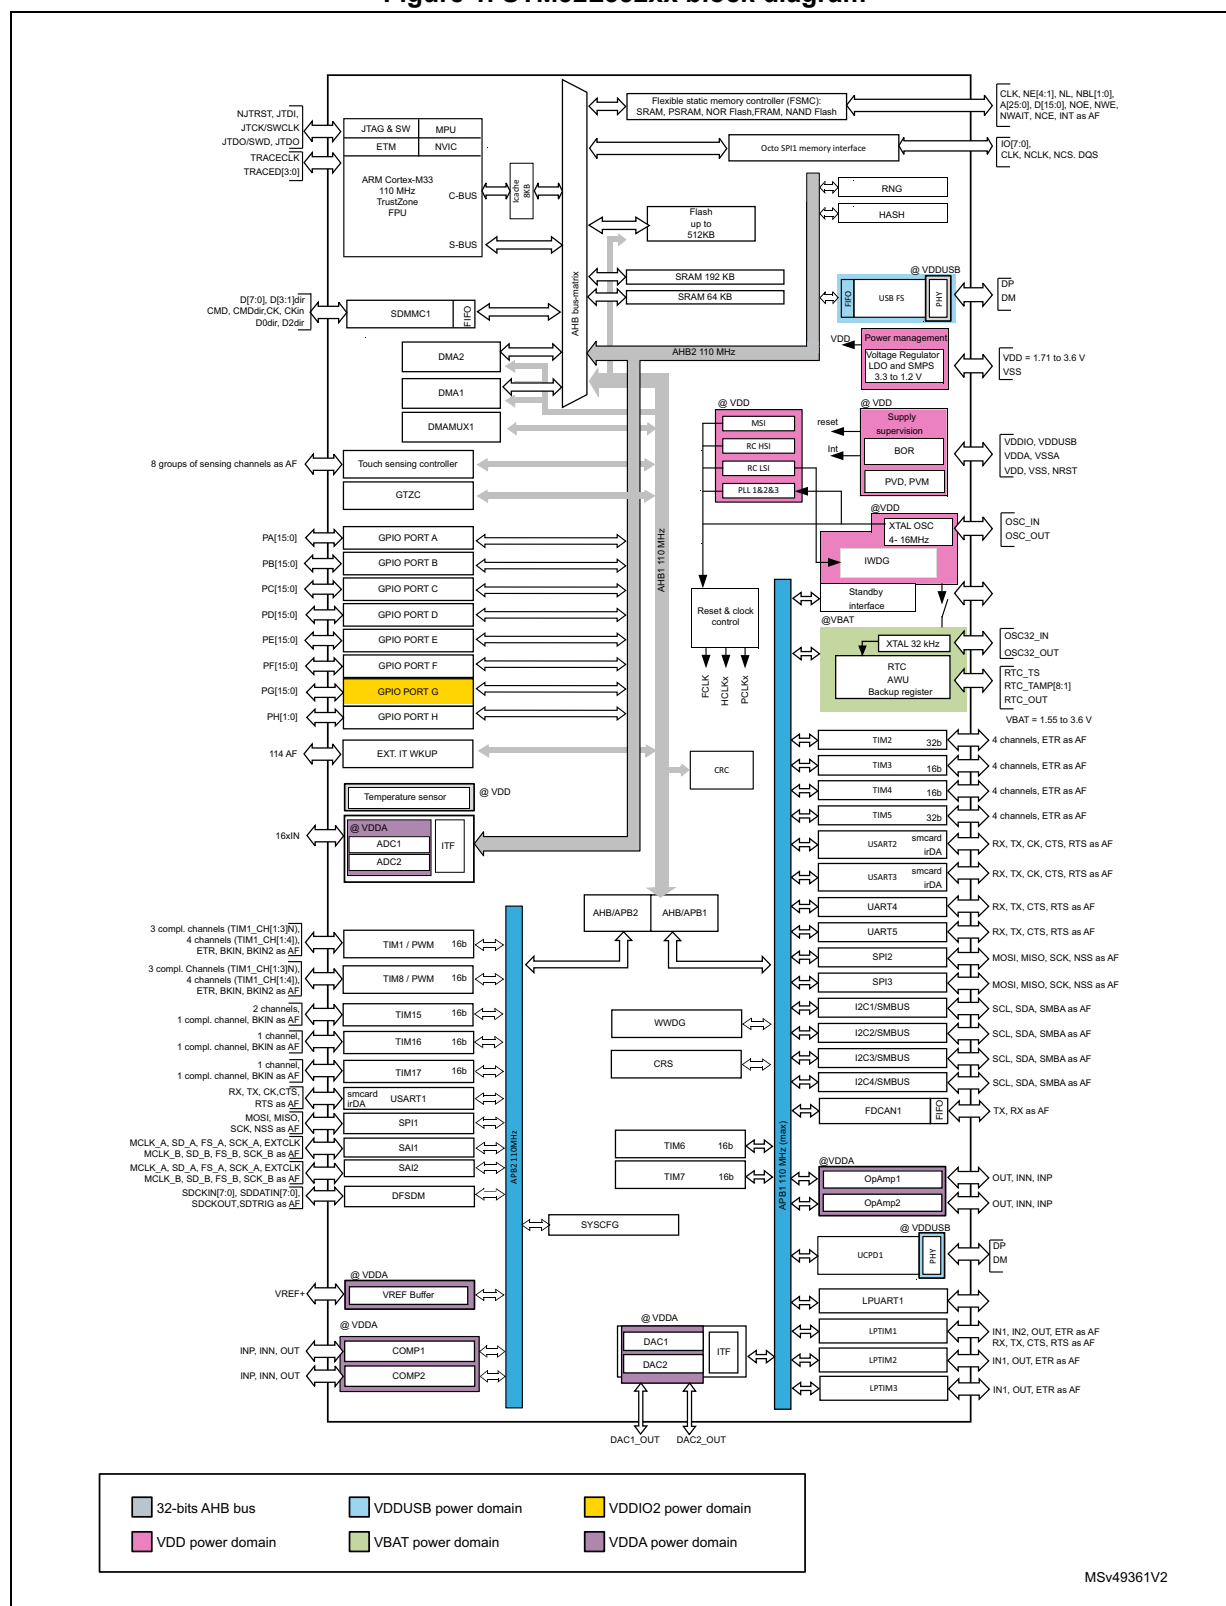 NJTRST, JTDI,
JTCK/SWCLK
JTDO/SWD, JTDO
TRACECLK
TRACED[3:0]
JTAG & SW
MPU
ETM
NVIC
ARM Cortex-M33
110 MHz
TrustZone
FPU
C-BUS
S-BUS
Icache
8KB
AHB bus-matrix
Flexible static memory controller (FSMC):
SRAM, PSRAM, NOR Flash,FRAM, NAND Flash
CLK, NE[4:1], NL, NBL[1:0],
A[25:0], D[15:0], NOE, NWE,
NWAIT, NCE, INT as AF
Octo SPI1 memory interface
IO[7:0],
CLK, NCLK, NCS. DQS
RNG
HASH
Flash
up to
512KB
SRAM 192 KB
SRAM 64 KB
@ VDDUSB
FIFO
USB FS
PHY
DP
DM
D[7:0], D[3:1]dir
CMD, CMDdir,CK, CKin
D0dir, D2dir
SDMMC1
FIFO
DMA2
DMA1
DMAMUX1
AHB2 110 MHz
VDD
Power management
Voltage Regulator
LDO and SMPS
3.3 to 1.2 V
VDD = 1.71 to 3.6 V
VSS
@ VDD
MSI
RC HSI
RC LSI
PLL 1&2&3
@ VDD
reset
Int
Supply
supervision
BOR
PVD, PVM
VDDIO, VDDUSB
VDDA, VSSA
VDD, VSS, NRST
8 groups of sensing channels as AF
Touch sensing controller
GTZC
AHB1 110 MHz
@VDD
XTAL OSC
4- 16MHz
IWDG
OSC_IN
OSC_OUT
Standby
interface
PA[15:0]
GPIO PORT A
PB[15:0]
GPIO PORT B
PC[15:0]
GPIO PORT C
PD[15:0]
GPIO PORT D
PE[15:0]
GPIO PORT E
PF[15:0]
GPIO PORT F
PG[15:0]
GPIO PORT G
PH[1:0]
GPIO PORT H
Reset & clock
control
FCLK
HCLKx
PCLKx
@VBAT
XTAL 32 kHz
RTC
AWU
Backup register
OSC32_IN
OSC32_OUT
RTC_TS
RTC_TAMP[8:1]
RTC_OUT
VBAT = 1.55 to 3.6 V
114 AF
EXT. IT WKUP
CRC
Temperature sensor
@ VDD
16xIN
@ VDDA
ADC1
ADC2
ITF
AHB/APB2
AHB/APB1
TIM2
32b
4 channels, ETR as AF
TIM3
16b
4 channels, ETR as AF
TIM4
16b
4 channels, ETR as AF
TIM5
32b
4 channels, ETR as AF
USART2
smcard
irDA
RX, TX, CK, CTS, RTS as AF
USART3
smcard
irDA
RX, TX, CK, CTS, RTS as AF
UART4
RX, TX, CTS, RTS as AF
UART5
RX, TX, CTS, RTS as AF
SPI2
MOSI, MISO, SCK, NSS as AF
SPI3
MOSI, MISO, SCK, NSS as AF
I2C1/SMBUS
SCL, SDA, SMBA as AF
I2C2/SMBUS
SCL, SDA, SMBA as AF
I2C3/SMBUS
SCL, SDA, SMBA as AF
I2C4/SMBUS
SCL, SDA, SMBA as AF
FDCAN1
FIFO
TX, RX as AF
3 compl. channels (TIM1_CH[1:3]N),
4 channels (TIM1_CH[1:4]),
ETR, BKIN, BKIN2 as AF
TIM1 / PWM
16b
3 compl. Channels (TIM1_CH[1:3]N),
4 channels (TIM1_CH[1:4]),
ETR, BKIN, BKIN2 as AF
TIM8 / PWM
16b
2 channels,
1 compl. channel, BKIN as AF
TIM15
16b
1 channel,
1 compl. channel, BKIN as AF
TIM16
16b
1 channel,
1 compl. channel, BKIN as AF
TIM17
16b
RX, TX, CK,CTS,
RTS as AF
smcard
irDA
USART1
MOSI, MISO,
SCK, NSS as AF
SPI1
MCLK_A, SD_A, FS_A, SCK_A, EXTCLK
MCLK_B, SD_B, FS_B, SCK_B as AF
SAI1
MCLK_A, SD_A, FS_A, SCK_A, EXTCLK
MCLK_B, SD_B, FS_B, SCK_B as AF
SAI2
SDCKIN[7:0], SDDATIN[7:0],
SDCKOUT,SDTRIG as AF
DFSDM
APB2 110MHz
WWDG
CRS
TIM6
16b
TIM7
16b
SYSCFG
APB1 110 MHz (max)
@VDDA
OpAmp1
OUT, INN, INP
OpAmp2
OUT, INN, INP
@ VDDUSB
UCPD1
PHY
DP
DM
@ VDDA
VREF+
VREF Buffer
@ VDDA
INP, INN, OUT
COMP1
INP, INN, OUT
COMP2
@ VDDA
DAC1
DAC2
ITF
DAC1_OUT
DAC2_OUT
LPUART1
LPTIM1
IN1, IN2, OUT, ETR as AF
RX, TX, CTS, RTS as AF
LPTIM2
IN1, OUT, ETR as AF
LPTIM3
IN1, OUT, ETR as AF
32-bits AHB bus
VDDUSB power domain
VDDIO2 power domain
VDD power domain
VBAT power domain
VDDA power domain
MSv49361V2